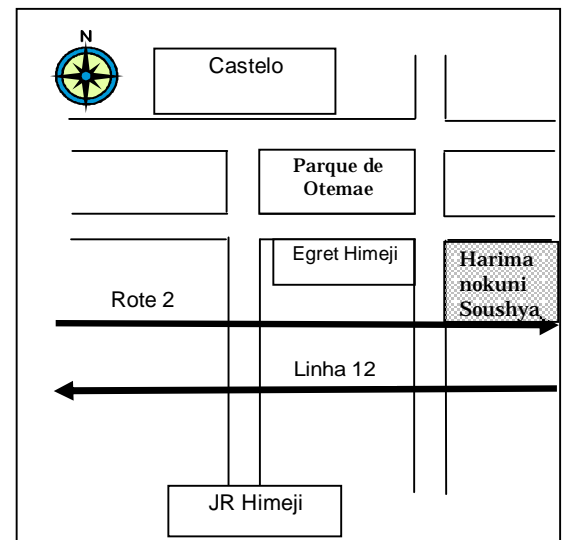 N
Castelo
Parque de
Otemae
Egret Himeji
Harima
nokuni
Soushya
Rote 2
Linha 12
JR Himeji